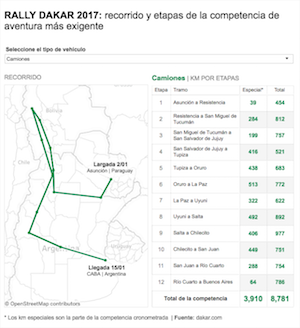 RALLY DAKAR 2017: recorrido y etapas de la competencia de
aventura más exigente
Seleccione el tipo de vehículo
Camiones
RECORRIDO
Bolivia
Chile
Argentina
Largada 2/01
Asunción | Paraguay
Llegada 15/01
CABA | Argentina
© OpenStreetMap contributors
Camiones | KM POR ETAPAS
Etapa Tramo Especial* Total
1 Asunción a Resistencia 39 454
2 Resistencia a San Miguel de Tucumán 284 812
3 San Miguel de Tucumán a San Salvador de Jujuy 199 757
4 San Salvador de Jujuy a Tupiza 416 521
5 Tupiza a Oruro 438 683
6 Oruro a La Paz 513 772
7 La Paz a Uyuni 322 622
8 Uyuni a Salta 492 892
9 Salta a Chilecito 406 977
10 Chilecito a San Juan 449 751
11 San Juan a Río Cuarto 288 754
12 Río Cuarto a Buenos Aires 64 786
Total de la competencia 3,910 8,781
* Los km especiales son la parte de la competencia cronometrada | Fuente: dakar.com